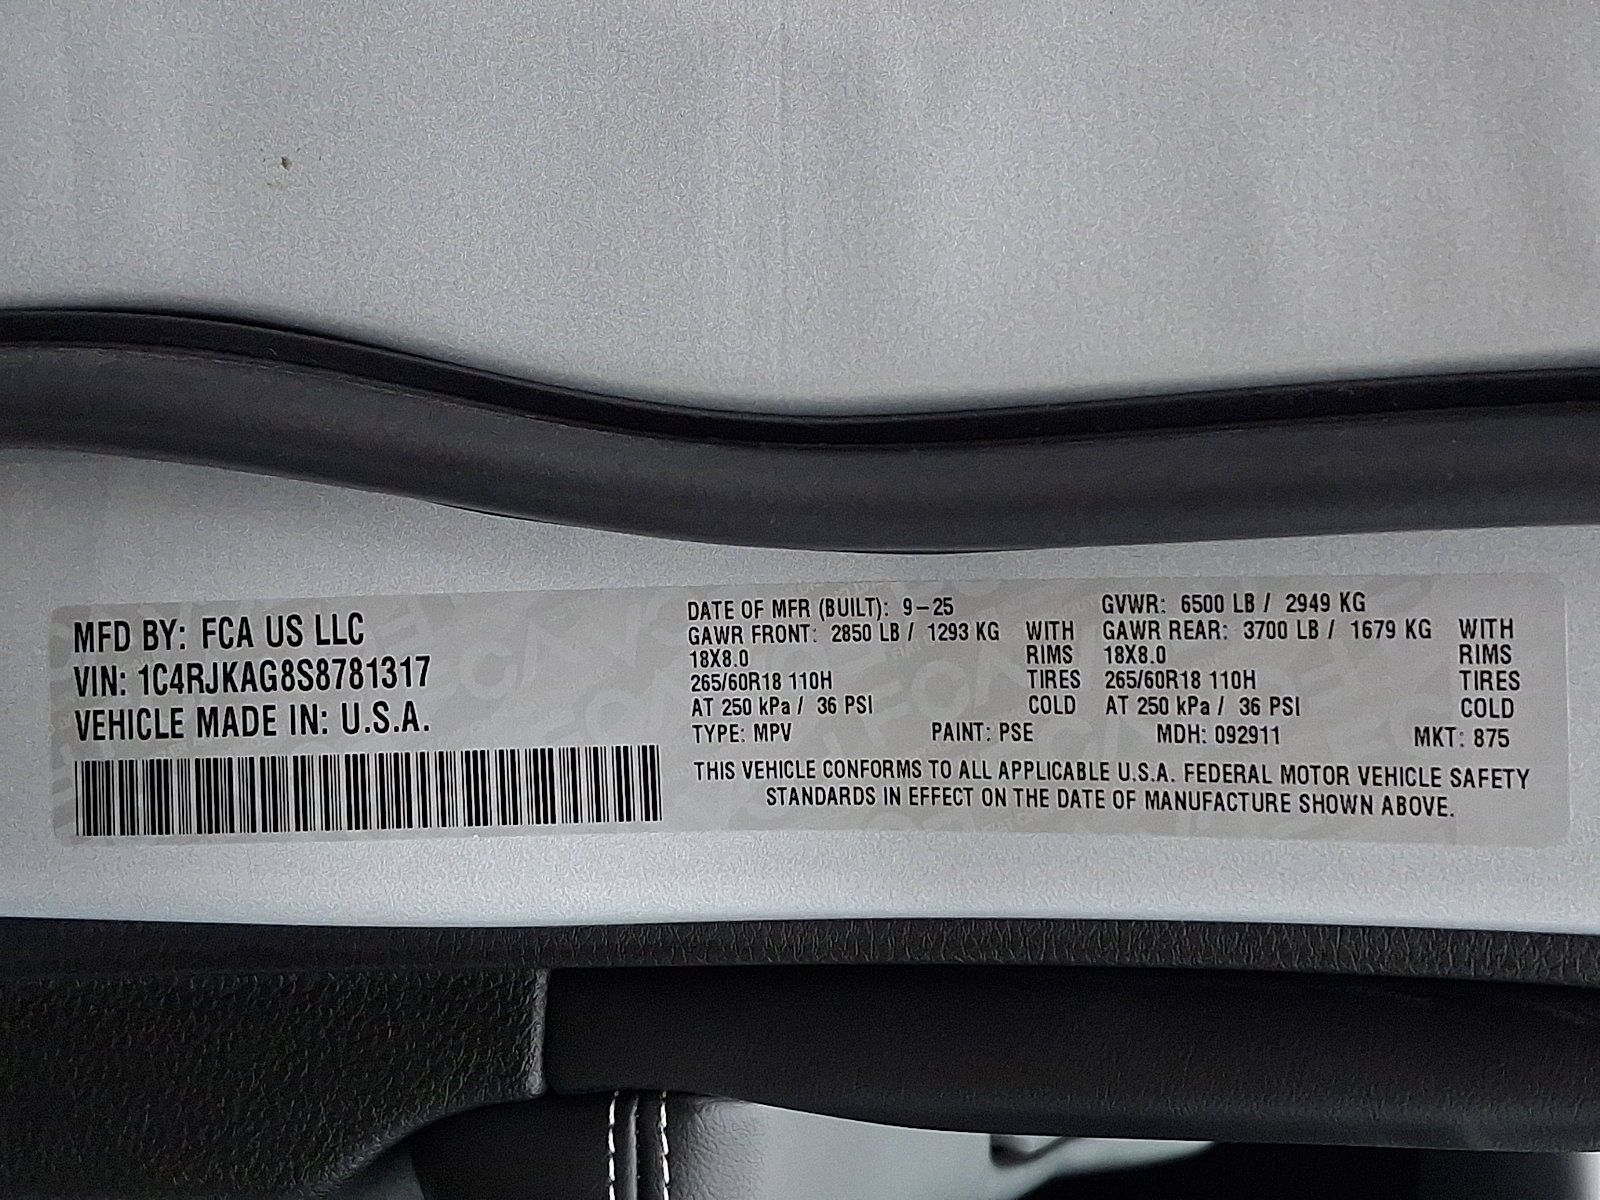 MFD BY: FCA US LLC
VIN: 1C4RJKAG8S8781317
VEHICLE MADE IN: U.S.A.
DATE OF MFR (BUILT): 9-25 GVWR: 6500 LB / 2949 KG
GAWR FRONT: 2850 LB / 1293 KG WITH GAWR REAR: 3700 LB / 1679 KG WITH
18X8.0 RIMS 18X8.0 RIMS
265/60R18 110H TIRES 265/60R18 110H TIRES
AT 250 kPa / 36 PSI COLD AT 250 kPa / 36 PSI COLD
TYPE: MPV PAINT: PSE MDH: 092911 MKT: 875
THIS VEHICLE CONFORMS TO ALL APPLICABLE U.S.A. FEDERAL MOTOR VEHICLE SAFETY
STANDARDS IN EFFECT ON THE DATE OF MANUFACTURE SHOWN ABOVE.